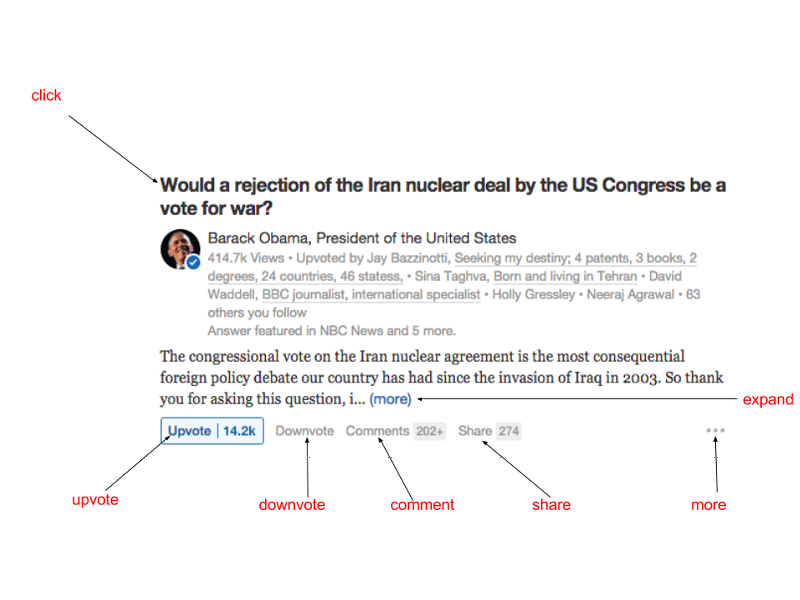 click
Would a rejection of the Iran nuclear deal by the US Congress be a
vote for war?
Barack Obama, President of the United States
414.7k Views • Upvoted by Jay Bazzinotti, Seeking my destiny; 4 patents, 3 books, 2
degrees, 24 countries, 46 statess, • Sina Taghva, Born and living in Tehran • David
Waddell, BBC journalist, international specialist • Holly Gressley • Neeraj Agrawal • 63
others you follow
Answer featured in NBC News and 5 more.
The congressional vote on the Iran nuclear agreement is the most consequential
foreign policy debate our country has had since the invasion of Iraq in 2003. So thank
you for asking this question, i... (more)
expand
Upvote | 14.2k Downvote Comments 202+ Share 274 •••
upvote downvote comment share more